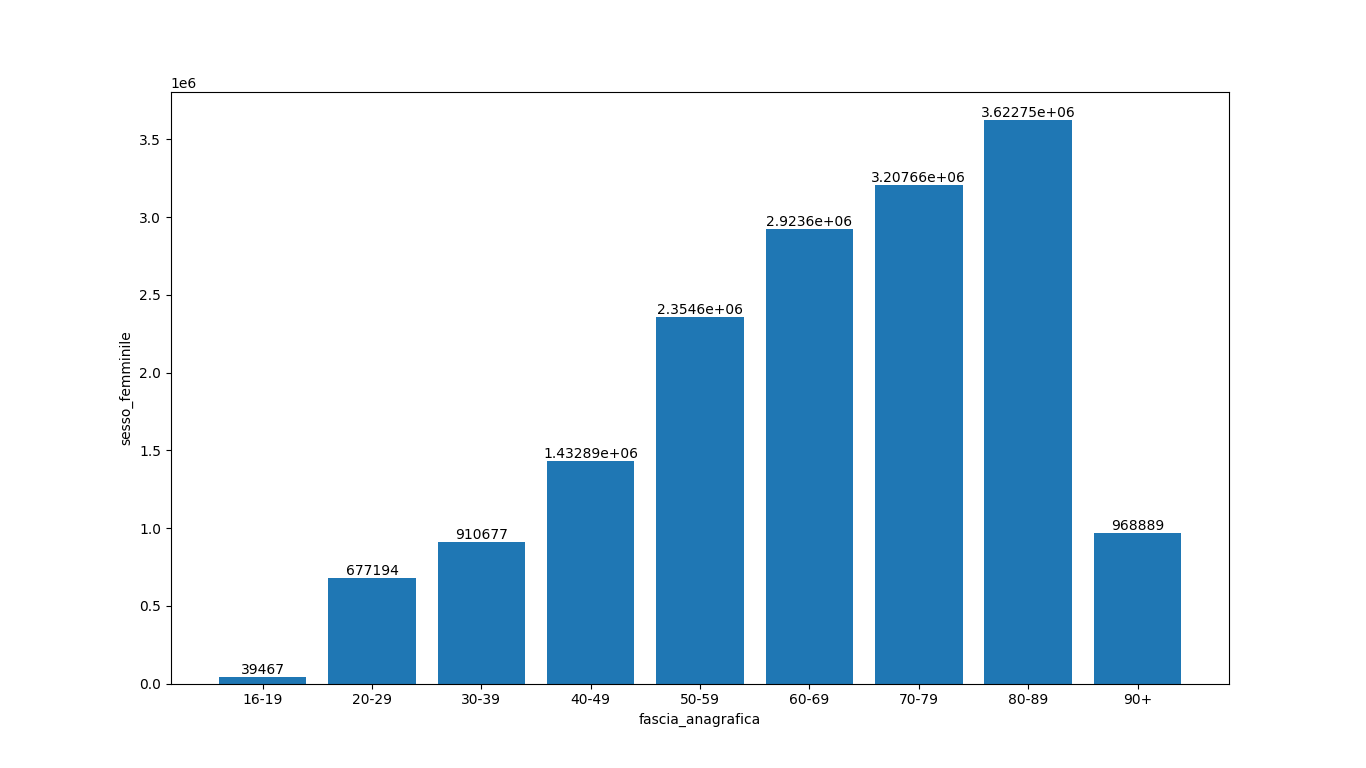 1e6
3.62275e+06
3.5
3.20766e+06
3.0
2.9236e+06
2.5
2.3546e+06
2.0
sesso_femminile
1.5
1.43289e+06
1.0
910677
968889
677194
0.5
39467
0.0
16-19 20-29 30-39 40-49 50-59 60-69 70-79 80-89 90+
fascia_anagrafica